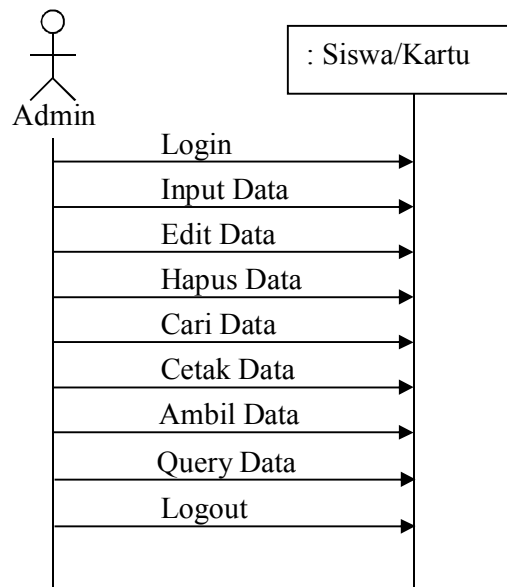 : Siswa/Kartu
Admin
Login
Input Data
Edit Data
Hapus Data
Cari Data
Cetak Data
Ambil Data
Query Data
Logout